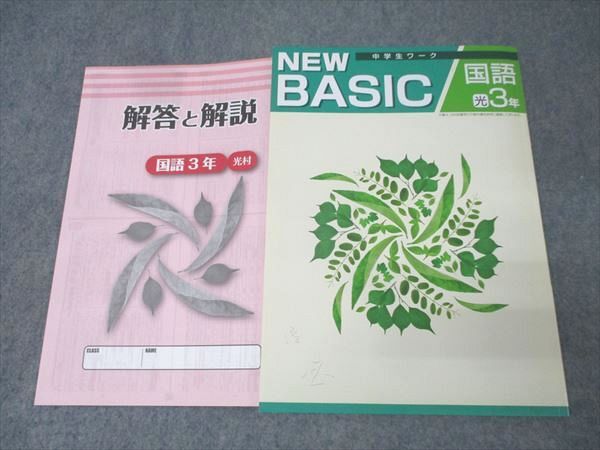 解答と解説
国語3年 光村
CLASS
NAME
NEW
BASIC
中学生ワーク
国語
光 3年